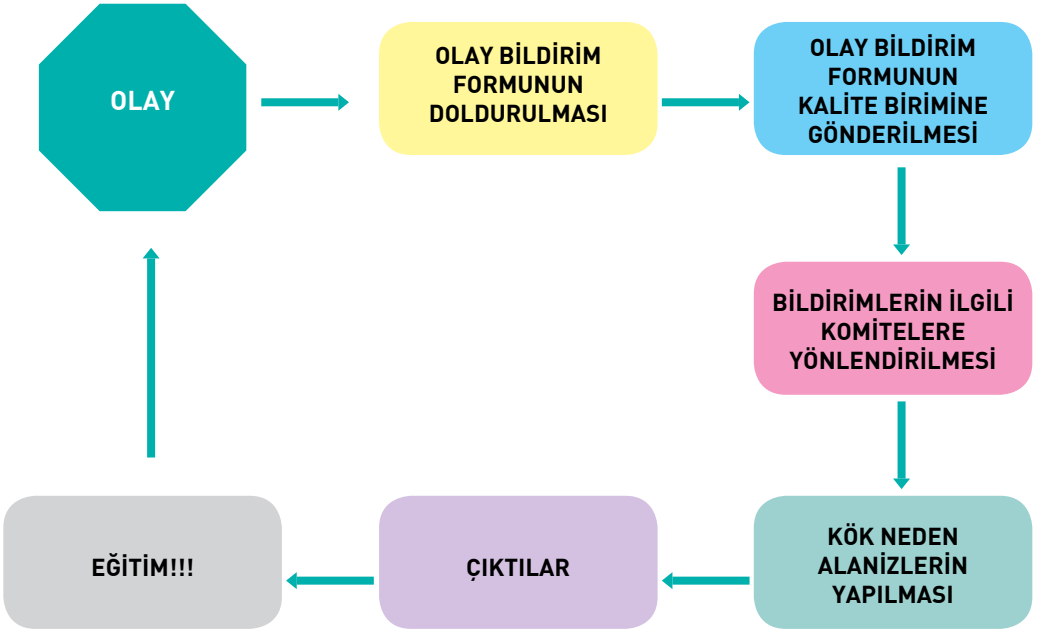 OLAY
OLAY BİLDİRİM
FORMUNUN
DOLDURULMASI
OLAY BİLDİRİM
FORMUNUN
KALİTE BİRİMİNE
GÖNDERİLMESİ
BİLDİRİMLERİN İLGİLİ
KOMİTELERE
YÖNLENDİRİLMESİ
KÖK NEDEN
ALANİZLERİN
YAPILMASI
ÇIKTILAR
EĞİTİM!!!